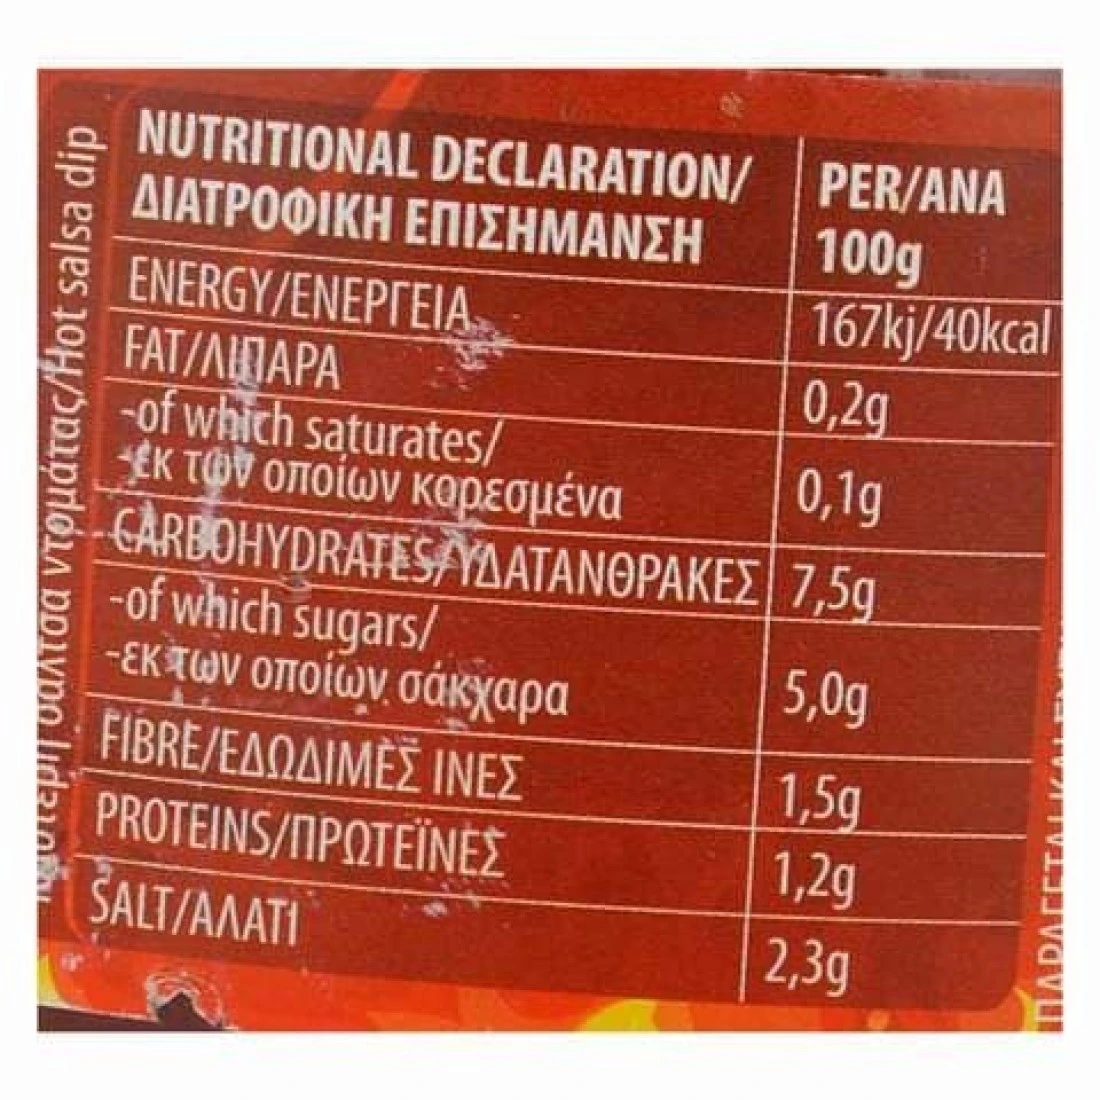 NUTRITIONAL DECLARATION/
ΔΙΑΤΡΟΦΙΚΗ ΕΠΙΣΗΜΑΝΣΗ
PER/ΑΝΑ
100g
ENERGY/ΕΝΕΡΓΕΙΑ 167kj/40kcal
FAT/ΛΙΠΑΡΑ 0,2g
-of which saturates/
-εκ των οποίων κορεσμένα 0,1g
CARBOHYDRATES/ΥΔΑΤΑΝΘΡΑΚΕΣ 7,5g
-of which sugars/
-εκ των οποίων σάκχαρα 5,0g
FIBRE/ΕΔΩΔΙΜΕΣ ΙΝΕΣ 1,5g
PROTEINS/ΠΡΩΤΕΪΝΕΣ 1,2g
SALT/ΑΛΑΤΙ 2,3g
ντομάτας/Hot salsa dip